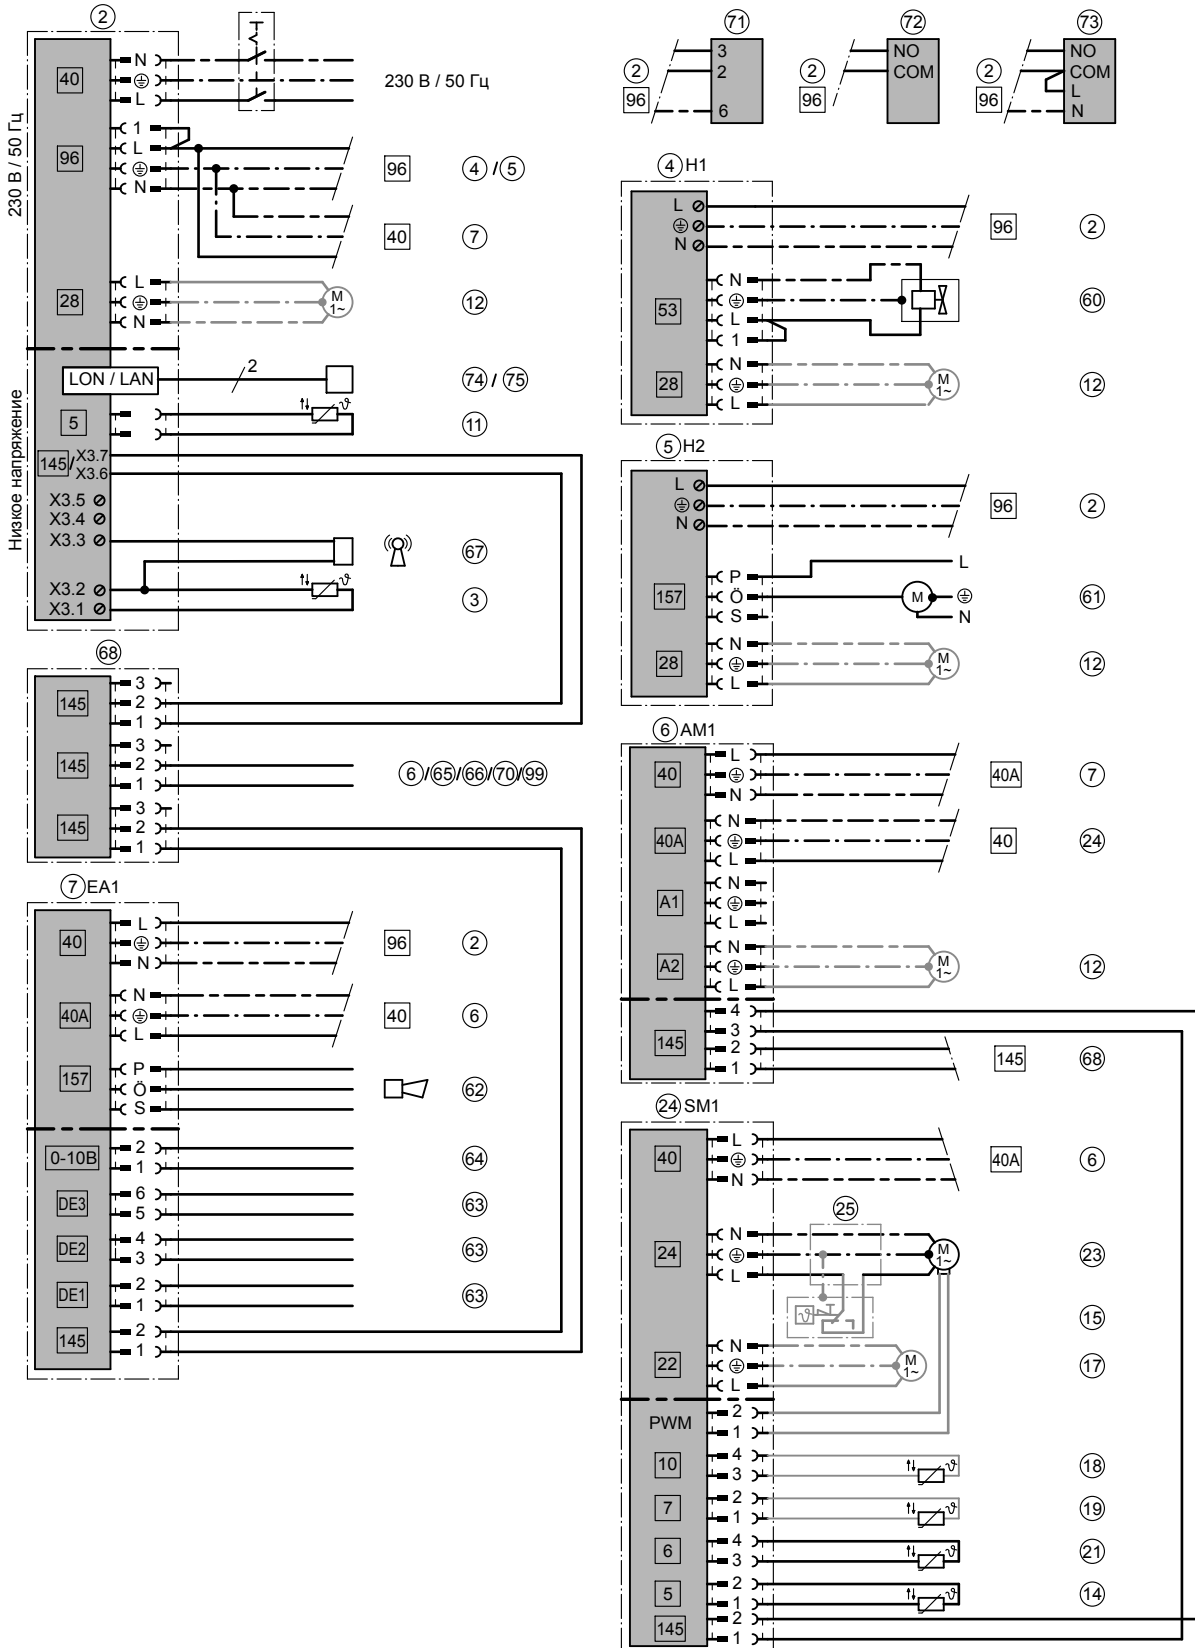 2
230 В / 50 Гц
40
N
L
230 В / 50 Гц
96
1
L
N
96
4 / 5
40
7
28
L
N
M
1~
12
Низкое напряжение
LON / LAN
2
74 / 75
5
ϑ
11
145 / X3.7
X3.6
X3.5
X3.4
X3.3
67
X3.2
X3.1
ϑ
3
68
145
3
2
1
145
3
2
1
6/65/66/70/99
145
3
2
1
7 EA1
40
L
N
96
2
40A
N
L
40
6
157
P
Ö
S
62
0-10В
2
1
64
DE3
6
5
63
DE2
4
3
63
DE1
2
1
63
145
2
1
71
3
2
6
2
96
72
NO
COM
2
96
73
NO
COM
L
N
2
96
4 H1
L
N
96
2
53
N
L
1
60
28
N
L
M
1~
12
5 H2
L
N
96
2
157
P
Ö
S
L
M
N
61
28
N
L
M
1~
12
6 AM1
40
L
N
40A
7
40A
N
L
40
24
A1
N
L
A2
N
L
M
1~
12
145
4
3
2
1
145
68
24 SM1
40
L
N
40A
6
25
24
N
L
M
1~
23
ϑ
15
22
N
L
M
1~
17
PWM
2
1
10
4
3
ϑ
18
7
2
1
ϑ
19
6
4
3
ϑ
21
5
2
1
ϑ
14
145
2
1